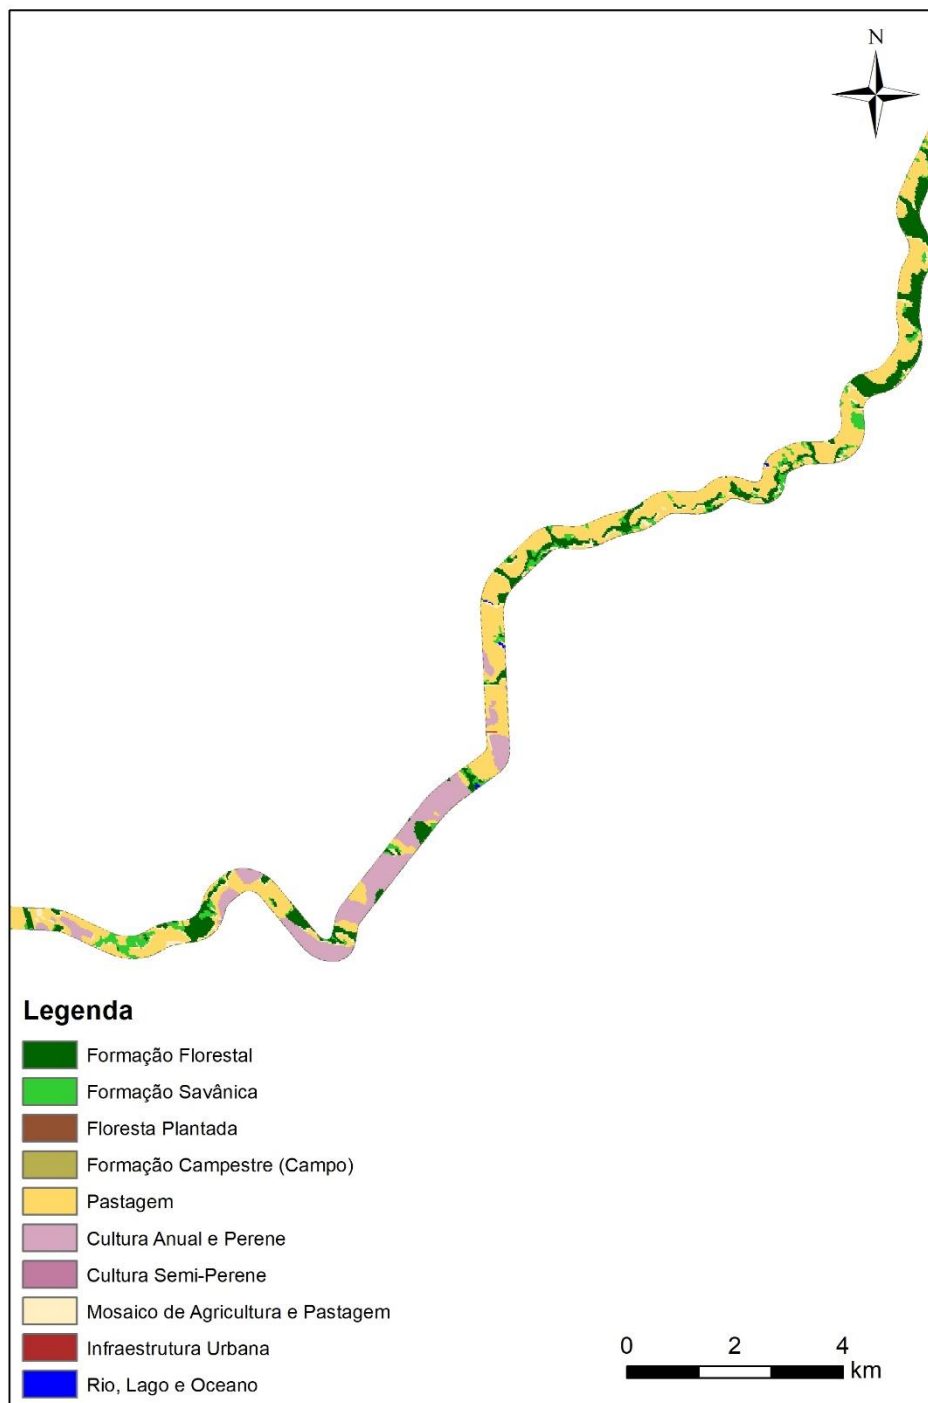 N
Legenda
Formação Florestal
Formação Savânica
Floresta Plantada
Formação Campestre (Campo)
Pastagem
Cultura Anual e Perene
Cultura Semi-Perene
Mosaico de Agricultura e Pastagem
Infraestrutura Urbana
Rio, Lago e Oceano
0 2 4
km